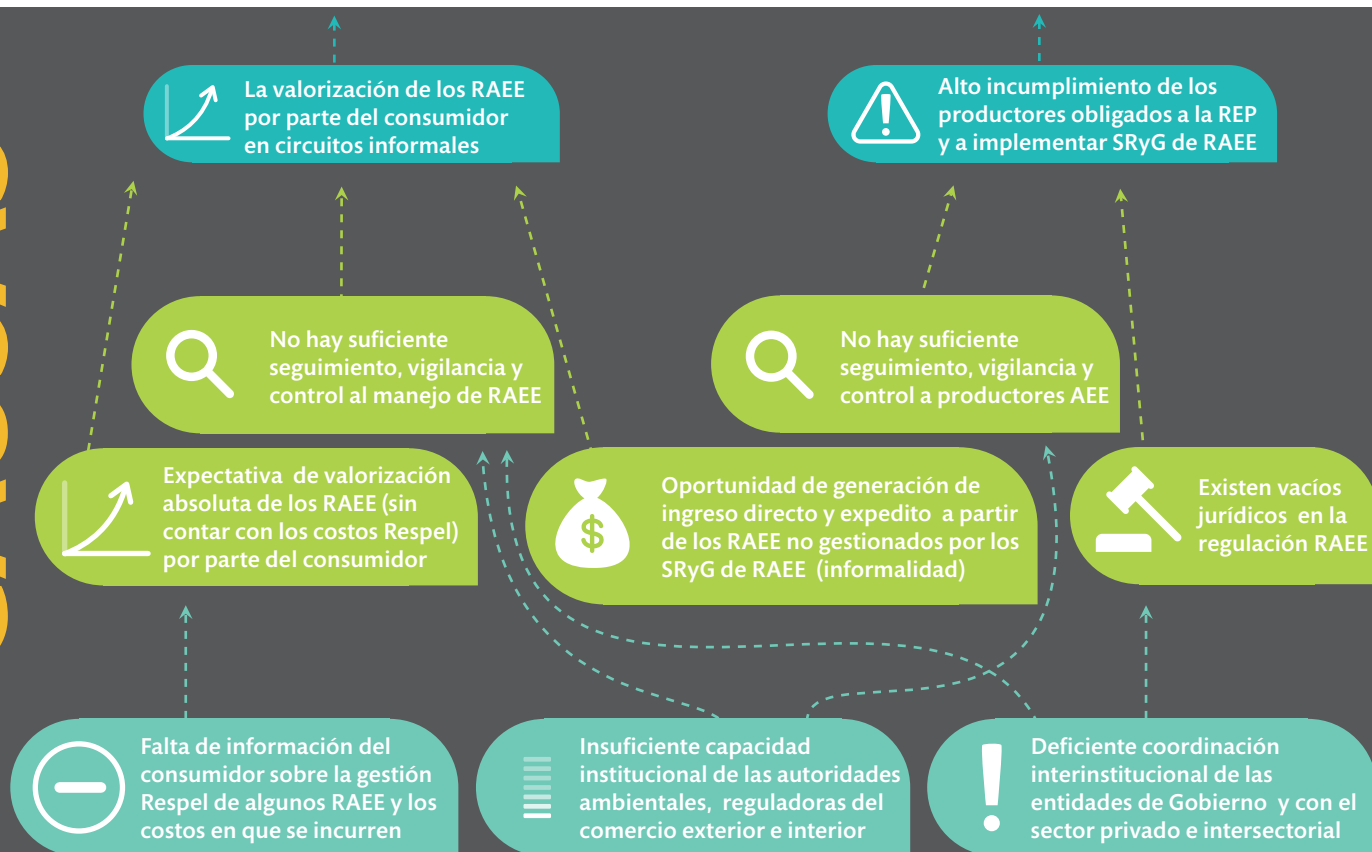 La valorización de los RAEE
por parte del consumidor
en circuitos informales
Alto incumplimiento de los
productores obligados a la REP
y a implementar SRyG de RAEE
No hay suficiente
seguimiento, vigilancia y
control al manejo de RAEE
No hay suficiente
seguimiento, vigilancia y
control a productores AEE
Expectativa de valorización
absoluta de los RAEE (sin
contar con los costos Respel)
por parte del consumidor
$
Oportunidad de generación de
ingreso directo y expedito a partir
de los RAEE no gestionados por los
SRyG de RAEE (informalidad)
Existen vacíos
jurídicos en la
regulación RAEE
Falta de información del
consumidor sobre la gestión
Respel de algunos RAEE y los
costos en que se incurren
Insuficiente capacidad
institucional de las autoridades
ambientales, reguladoras del
comercio exterior e interior
Deficiente coordinación
interinstitucional de las
entidades de Gobierno y con el
sector privado e intersectorial